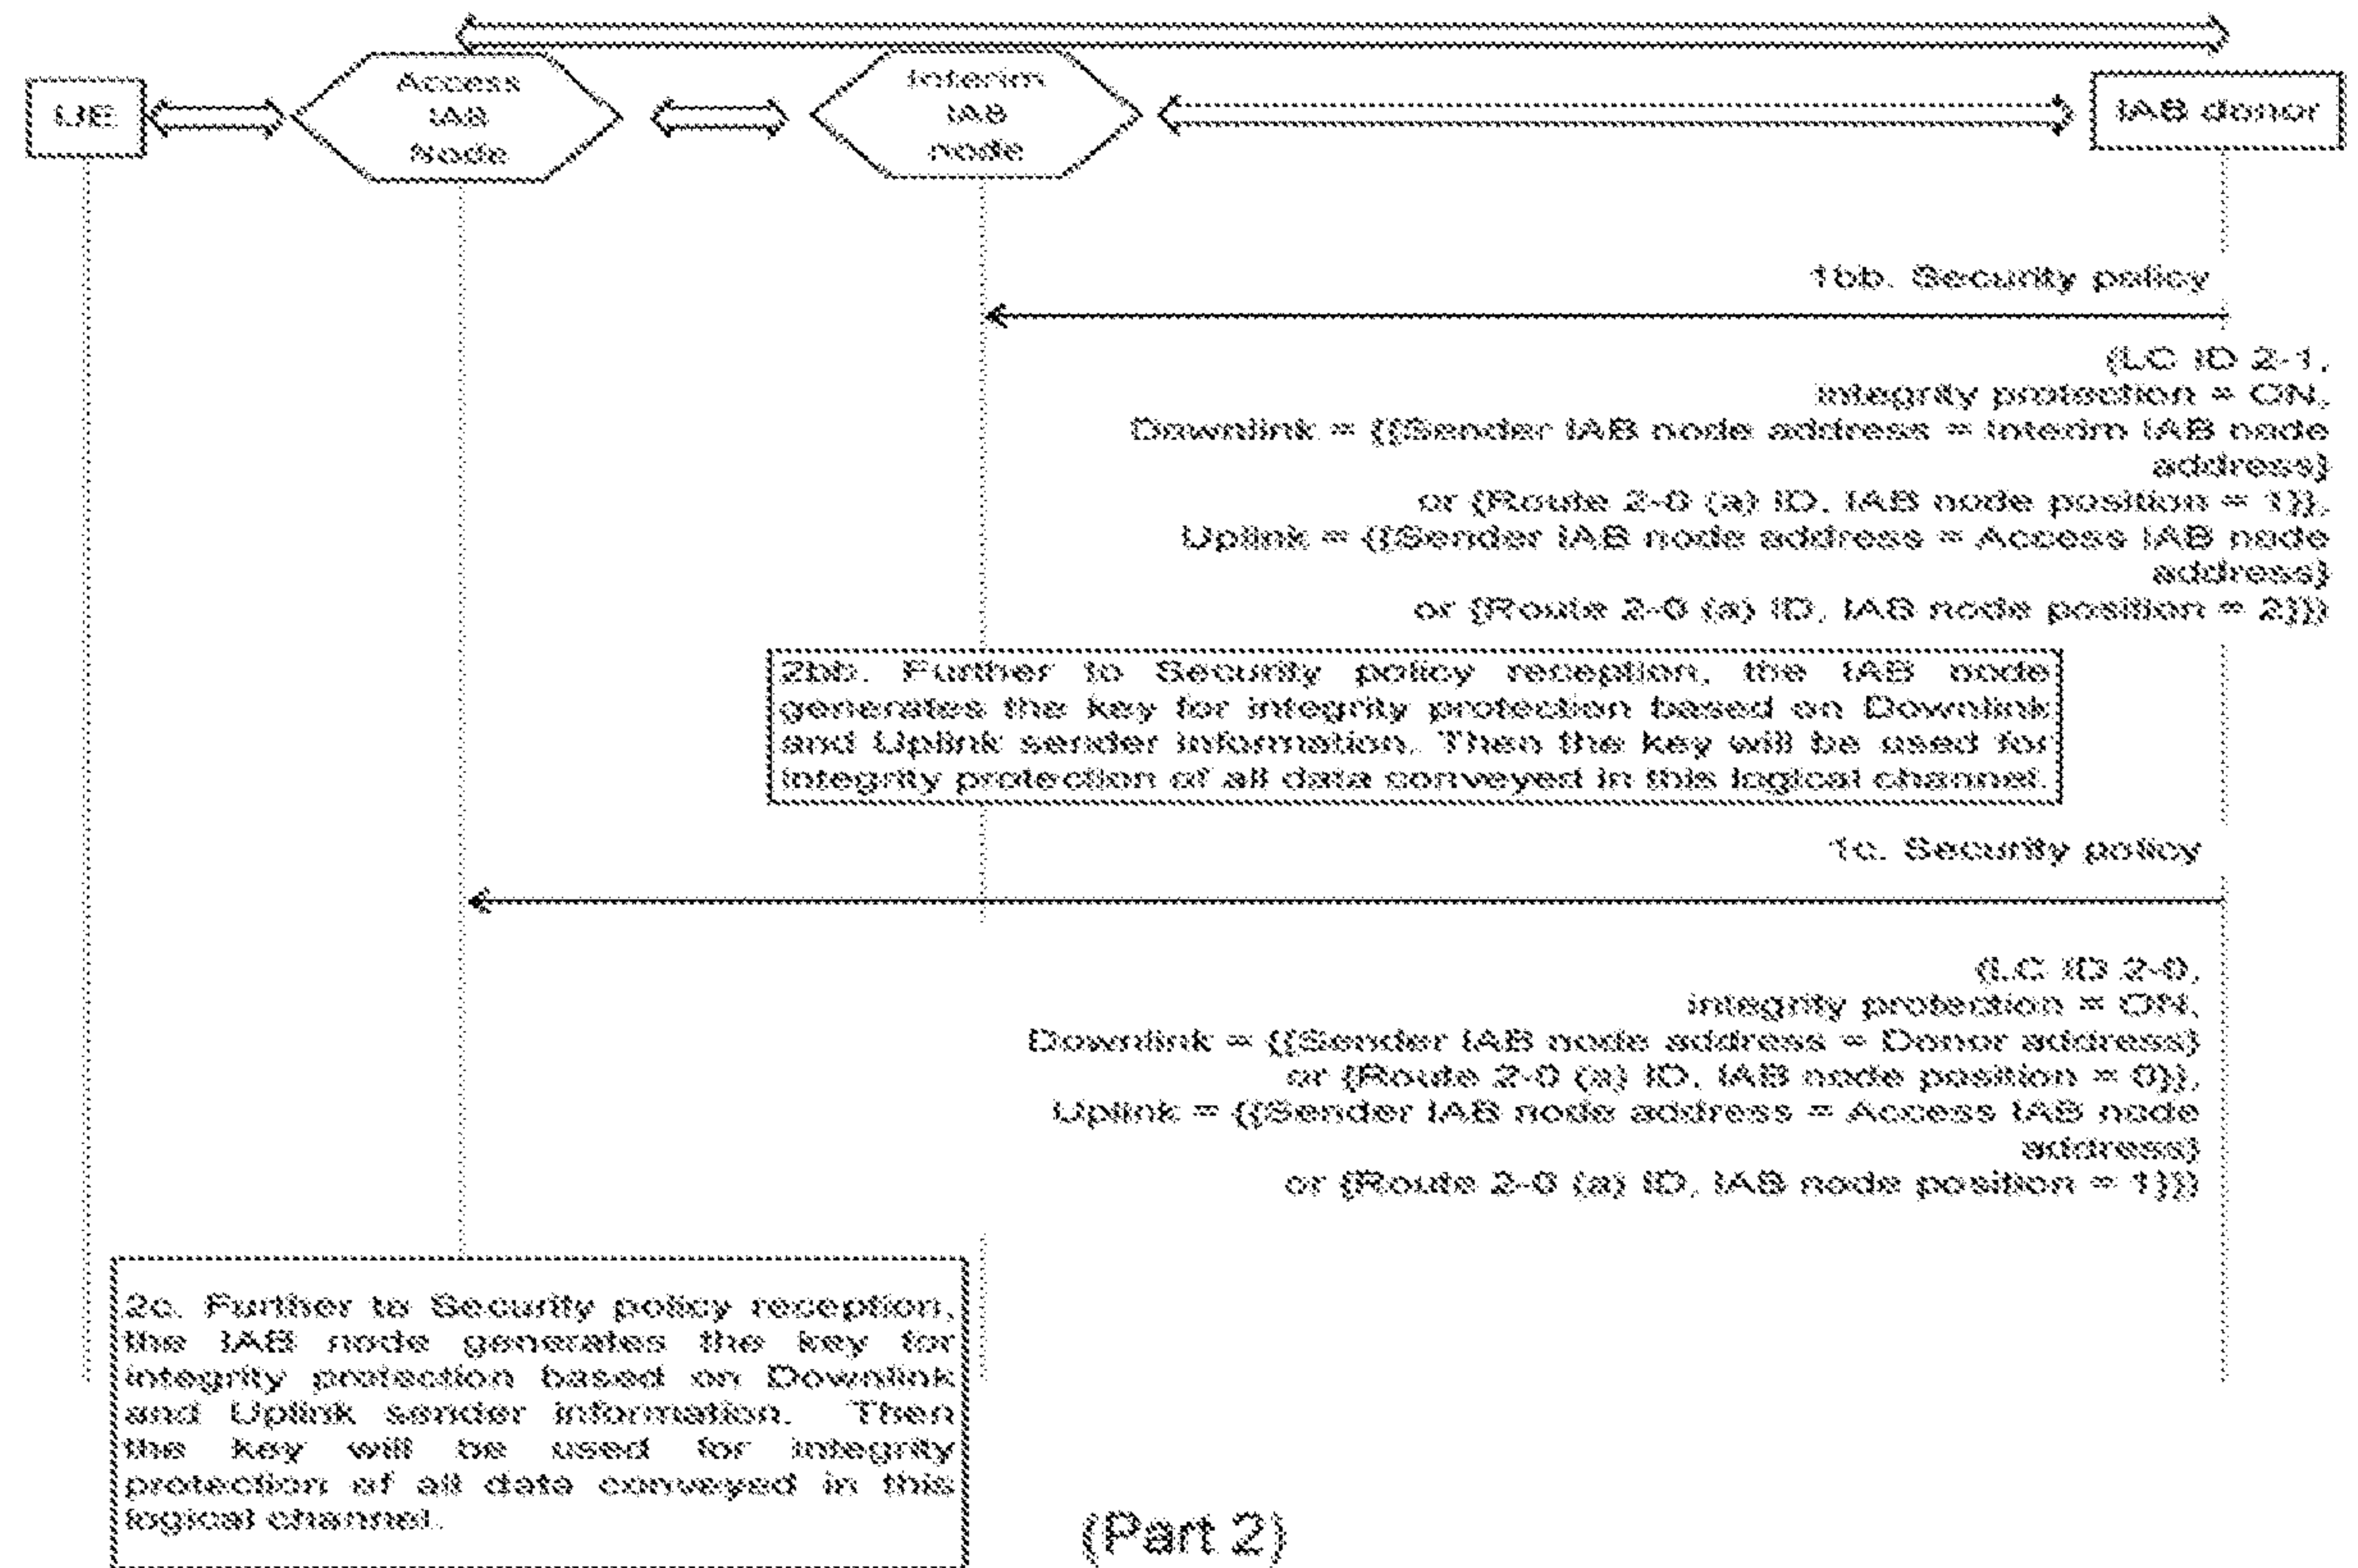 UE
Access
IAB
Node
Interim
IAB
node
IAB donor
1bb. Security policy
(LC ID 2-1,
integrity protection = ON,
Downlink = {{Sender IAB node address = Interim IAB node
address}
or {Route 2-0 (a) ID, IAB node position = 1}},
Uplink = {{Sender IAB node address = Access IAB node
address}
or {Route 2-0 (a) ID, IAB node position = 2}})
2bb. Further to Security policy reception, the IAB node
generates the key for integrity protection based on Downlink
and Uplink sender information. Then the key will be used for
integrity protection of all data conveyed in this logical channel.
1c. Security policy
(LC ID 2-0,
integrity protection = ON,
Downlink = {{Sender IAB node address = Donor address}
or {Route 2-0 (a) ID, IAB node position = 0}},
Uplink = {{Sender IAB node address = Access IAB node
address}
or {Route 2-0 (a) ID, IAB node position = 1}})
2c. Further to Security policy reception,
the IAB node generates the key for
integrity protection based on Downlink
and Uplink sender information. Then
the key will be used for integrity
protection of all data conveyed in this
logical channel.
(Part 2)